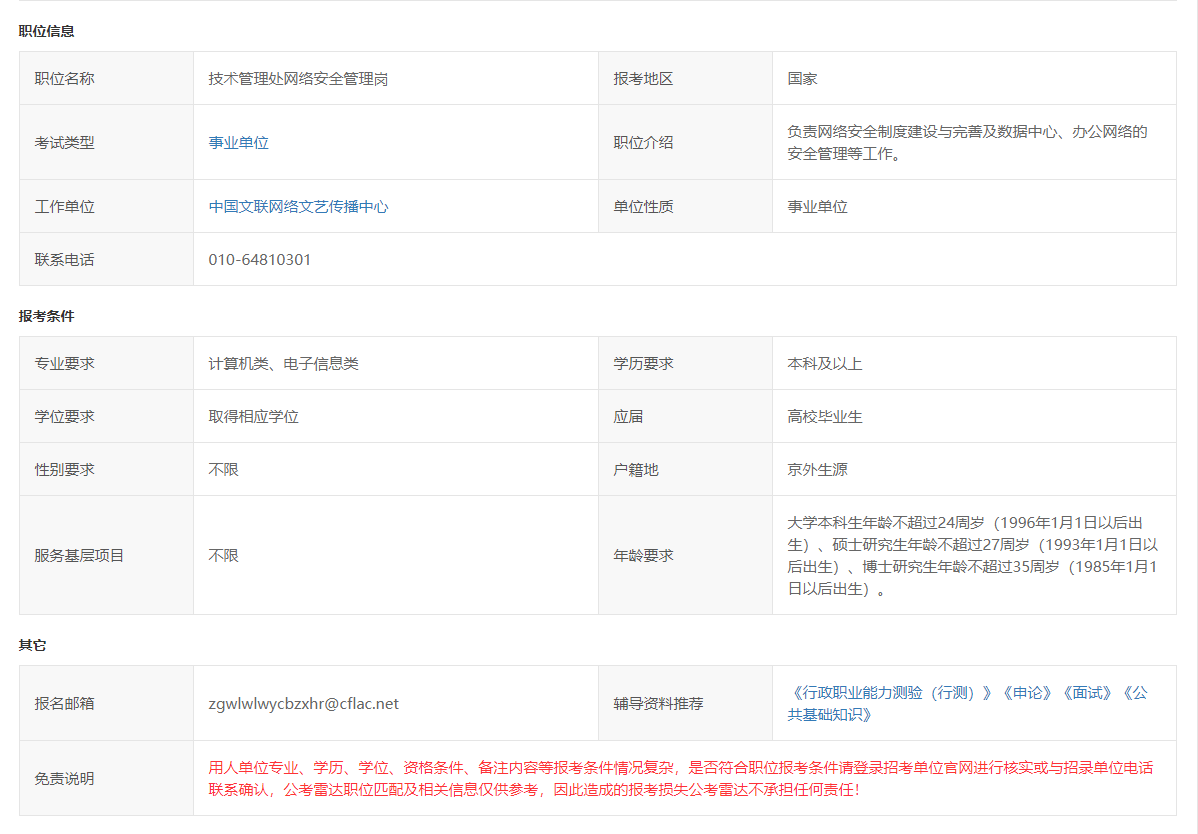 职位信息
职位名称
技术管理处网络安全管理岗
报考地区
国家
考试类型
事业单位
职位介绍
负责网络安全制度建设与完善及数据中心、办公网络的
安全管理等工作。
工作单位
中国文联网络文艺传播中心
单位性质
事业单位
联系电话
010-64810301
报考条件
专业要求
计算机类、电子信息类
学历要求
本科及以上
学位要求
取得相应学位
应届
高校毕业生
性别要求
不限
户籍地
京外生源
服务基层项目
不限
年龄要求
大学本科生年龄不超过24周岁（1996年1月1日以后出
生）、硕士研究生年龄不超过27周岁（1993年1月1日以
后出生）、博士研究生年龄不超过35周岁（1985年1月1
日以后出生）。
其它
报名邮箱
zgwlwlwycbzxhr@cflac.net
辅导资料推荐
《行政职业能力测验（行测）》《申论》《面试》《公
共基础知识》
免责说明
用人单位专业、学历、学位、资格条件、备注内容等报考条件情况复杂，是否符合职位报考条件请登录招考单位官网进行核实或与招录单位电话
联系确认，公考雷达职位匹配及相关信息仅供参考，因此造成的报考损失公考雷达不承担任何责任！